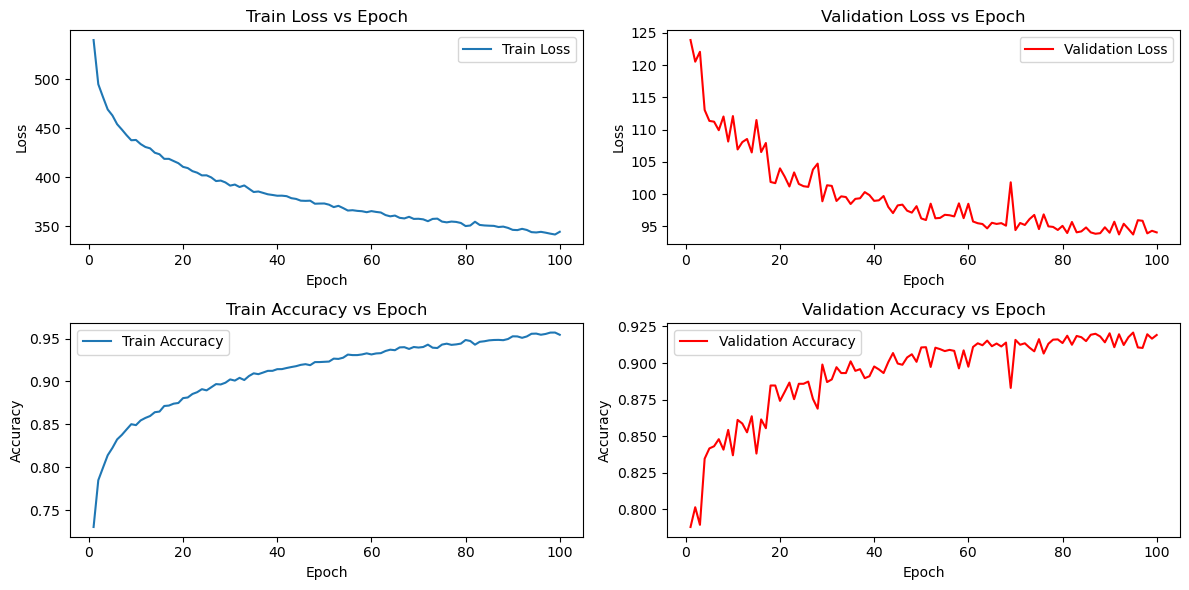 Train Loss vs Epoch
Train Loss
Loss
500
450
400
350
0 20 40 60 80 100
Epoch
Validation Loss vs Epoch
Validation Loss
Loss
125
120
115
110
105
100
95
0 20 40 60 80 100
Epoch
Train Accuracy vs Epoch
Train Accuracy
Accuracy
0.95
0.90
0.85
0.80
0.75
0 20 40 60 80 100
Epoch
Validation Accuracy vs Epoch
Validation Accuracy
Accuracy
0.925
0.900
0.875
0.850
0.825
0.800
0 20 40 60 80 100
Epoch